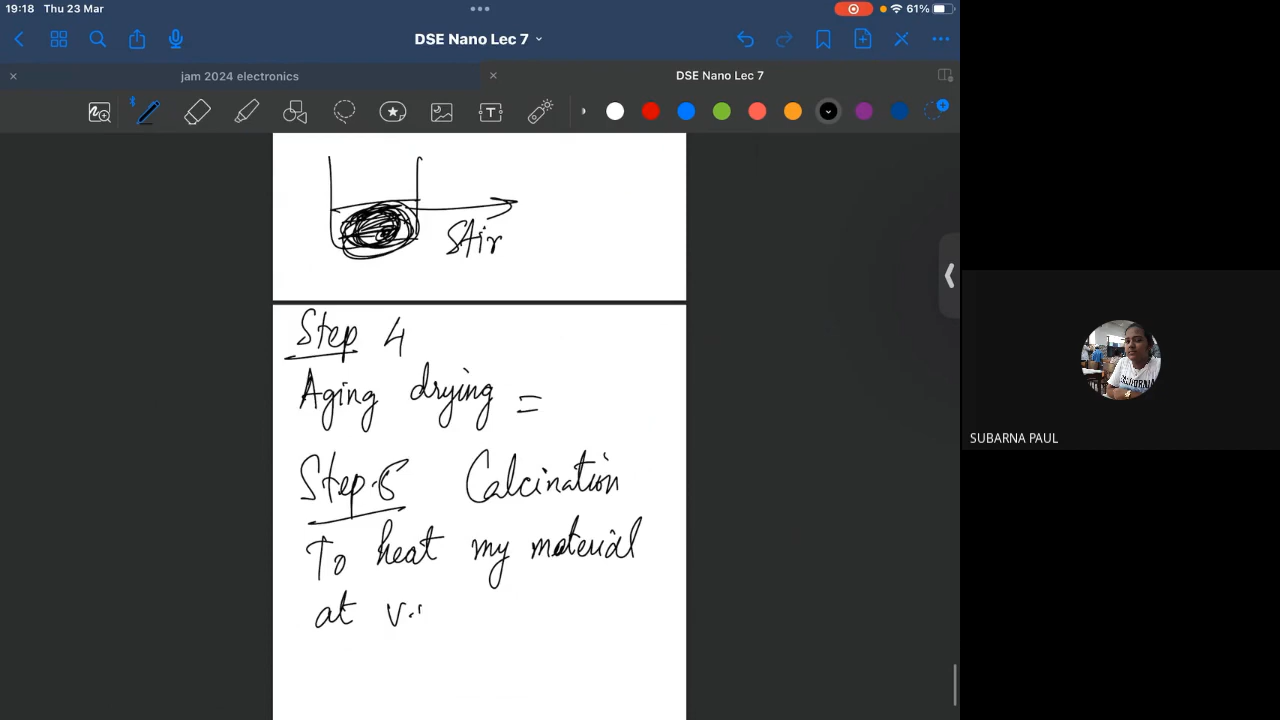 19:18 Thu 23 Mar
61%
DSE Nano Lec 7
jam 2024 electronics
DSE Nano Lec 7
T
Stir
Step 4
Aging drying =
Step-5 Calcination
To heat my material
at v.
CALIFORNIA
SUBARNA PAUL